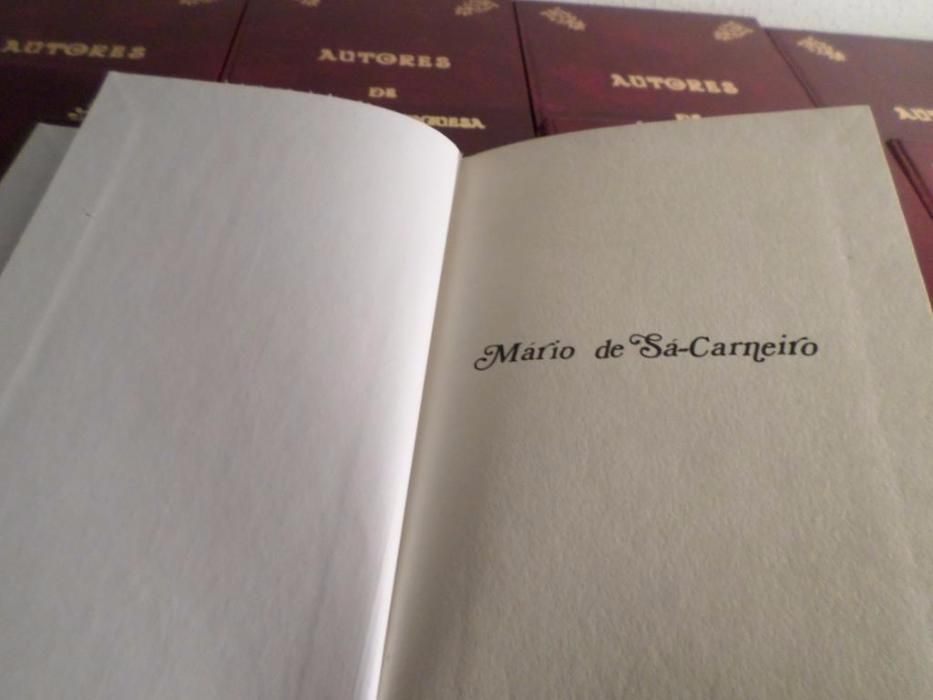 AUTORES
AUTORES
DE
AUTORES
Mário de Sá-Carneiro